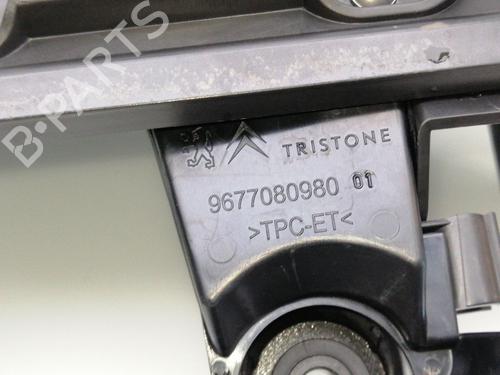 B-PARTS
TRISTONE
9677080980 01
>TPC-ET<